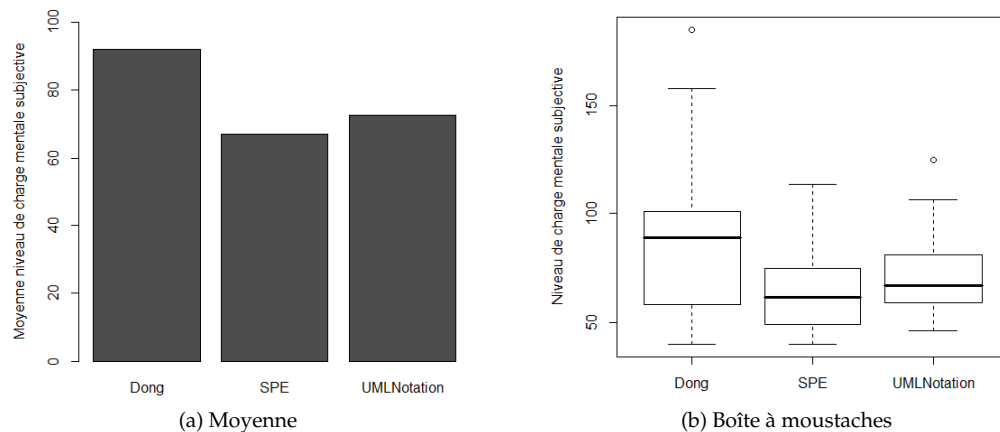 Moyenne niveau de charge mentale subjective
0
20
40
60
80
100
Dong SPE UMLNotation
(a) Moyenne
Niveau de charge mentale subjective
50
100
150
Dong SPE UMLNotation
(b) Boîte à moustaches